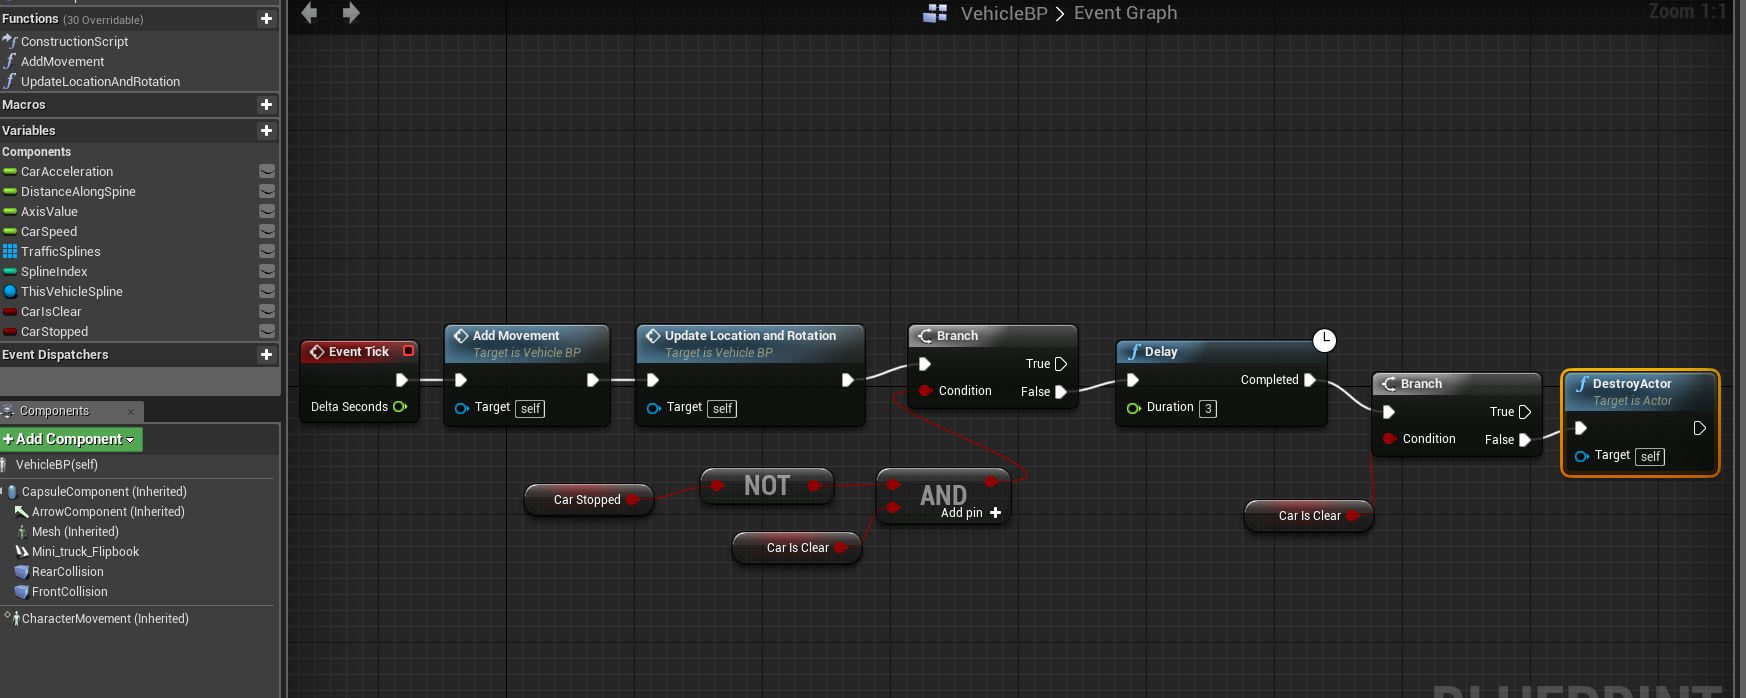 Functions (30 Overridable)
ConstructionScript
AddMovement
UpdateLocationAndRotation
Macros
Variables
Components
CarAcceleration
DistanceAlongSpine
AxisValue
CarSpeed
TrafficSplines
SplineIndex
ThisVehicleSpline
CarIsClear
CarStopped
Event Dispatchers
Components
+Add Component
VehicleBP(self)
CapsuleComponent (Inherited)
ArrowComponent (Inherited)
Mesh (Inherited)
Mini_truck_Flipbook
RearCollision
FrontCollision
CharacterMovement (Inherited)
VehicleBP > Event Graph
Zoom 1:1
Event Tick
Delta Seconds
Add Movement
Target is Vehicle BP
Target self
Update Location and Rotation
Target is Vehicle BP
Target self
Branch
True
Condition False
Delay
Completed
Duration 3
Branch
True
Condition False
DestroyActor
Target is Actor
Target self
Car Stopped
NOT
AND
Add pin +
Car Is Clear
Car Is Clear
BLUEPRINT